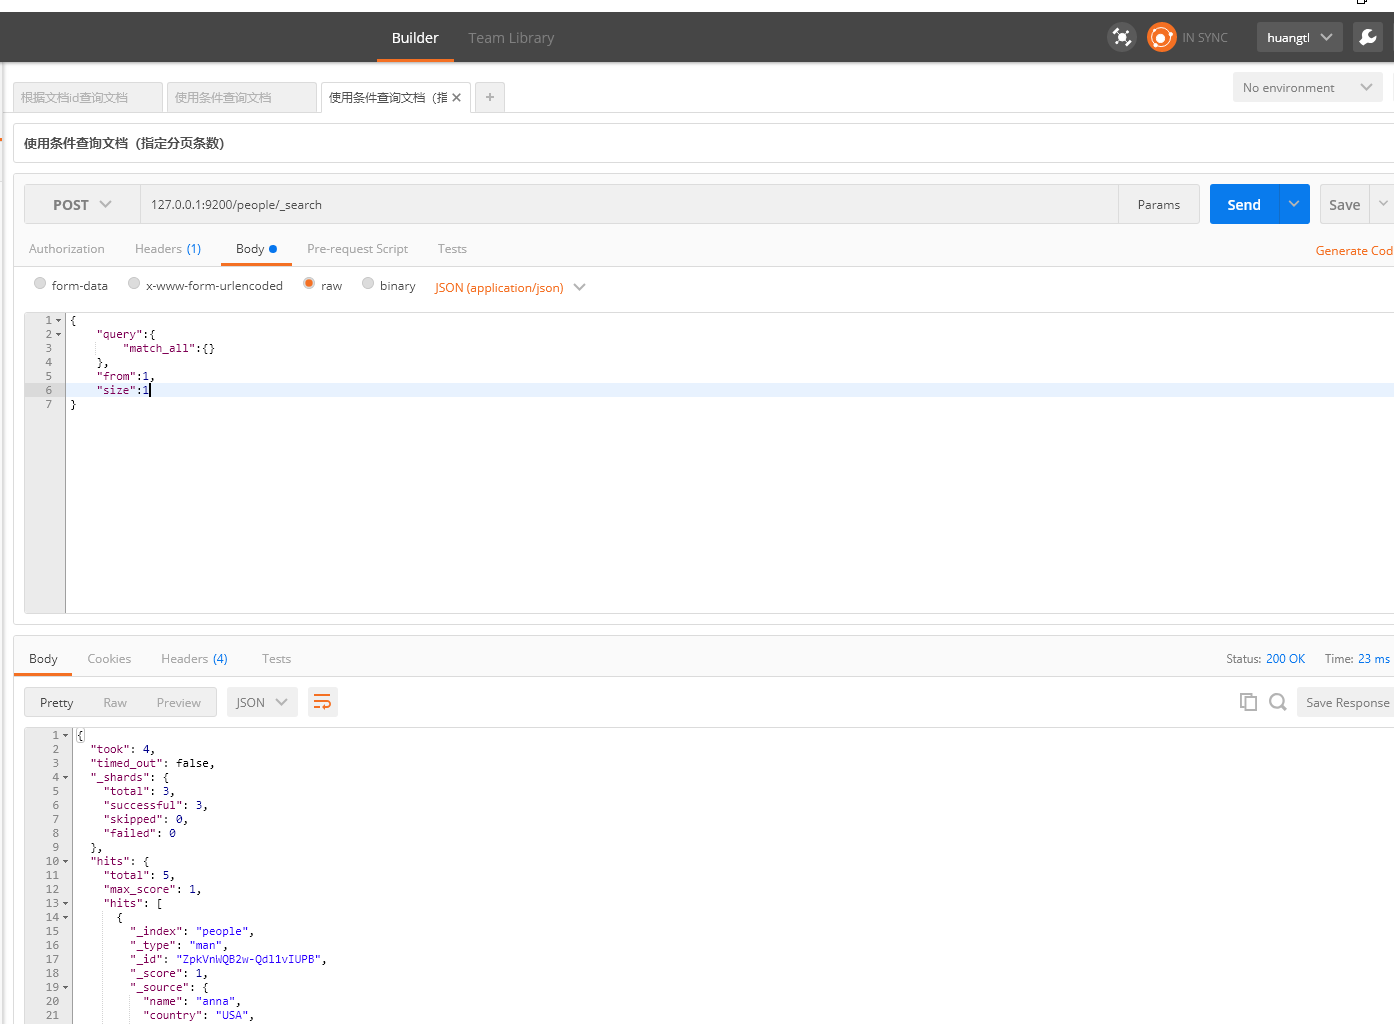 Builder
Team Library
IN SYNC
huangtl
根据文档id查询文档
使用条件查询文档
使用条件查询文档（指
No environment
使用条件查询文档（指定分页条数）
POST
127.0.0.1:9200/people/_search
Params
Send
Save
Authorization
Headers (1)
Body
Pre-request Script
Tests
Generate Cod
form-data
x-www-form-urlencoded
raw
binary
JSON (application/json)
1 {
2 "query":{
3 "match_all":{}
4 },
5 "from":1,
6 "size":1
7 }
Body
Cookies
Headers (4)
Tests
Status: 200 OK
Time: 23 ms
Pretty
Raw
Preview
JSON
Save Response
1 {
2 "took": 4,
3 "timed_out": false,
4 "_shards": {
5 "total": 3,
6 "successful": 3,
7 "skipped": 0,
8 "failed": 0
9 },
10 "hits": {
11 "total": 5,
12 "max_score": 1,
13 "hits": [
14 {
15 "_index": "people",
16 "_type": "man",
17 "_id": "ZpkVnWQB2w-Qdl1vIUPB",
18 "_score": 1,
19 "_source": {
20 "name": "anna",
21 "country": "USA",